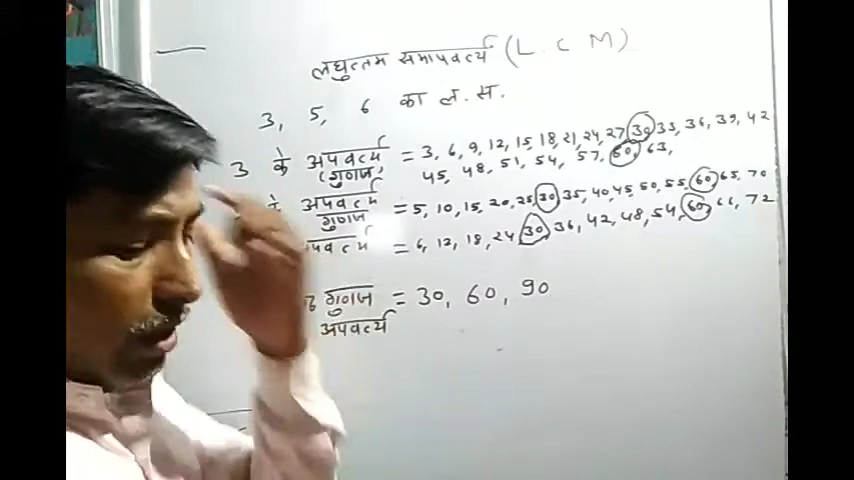 लघुत्तम समापवर्त्य (L. C M)
3, 5, 6 का ल. स.
3 के अपवर्त्य = 3, 6, 9, 12, 15, 18, 21, 24, 27, 30, 33, 36, 39, 42
(गुणज) 45, 48, 51, 54, 57, 60, 63,
अपवर्त्य = 5, 10, 15, 20, 25, 30, 35, 40, 45, 50, 55, 60, 65, 70
गुणज
अपवर्त्य = 6, 12, 18, 24, 30, 36, 42, 48, 54, 60, 66, 72
गुणज = 30, 60, 90
अपवर्त्य